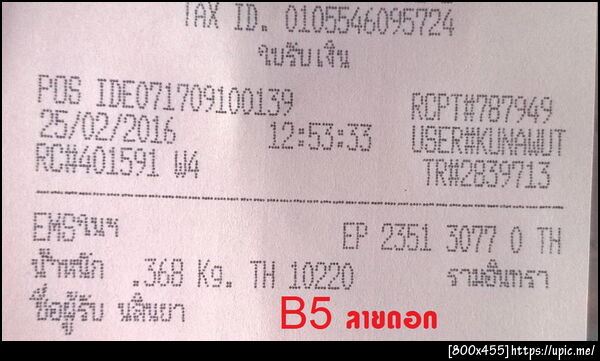 TAX ID. 0105546095724
ใบรับเงิน
POS IDE071709100139 RCPT#787949
25/02/2016 12:53:33 USER#KUNAWUT
RC#401591 W4 TR#2839713
EMSในฯ EP 2351 3077 0 TH
น้ำหนัก .368 Kg. TH 10220 รามอินทรา
ชื่อผู้รับ นลินยา B5 ลายดอก
[800x455]https://upic.me/